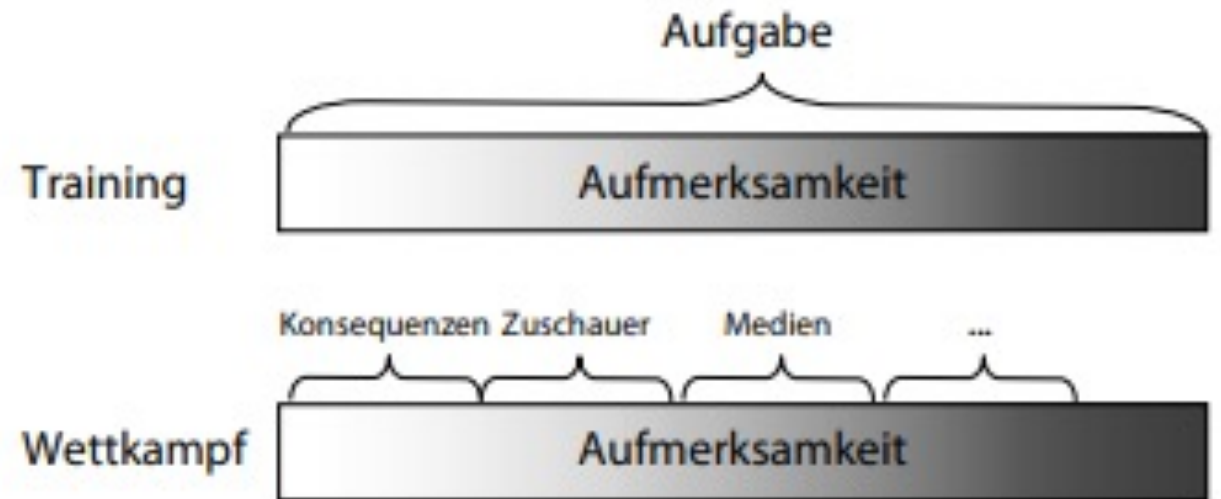 Aufgabe
Training Aufmerksamkeit
Konsequenzen Zuschauer Medien ...
Wettkampf Aufmerksamkeit